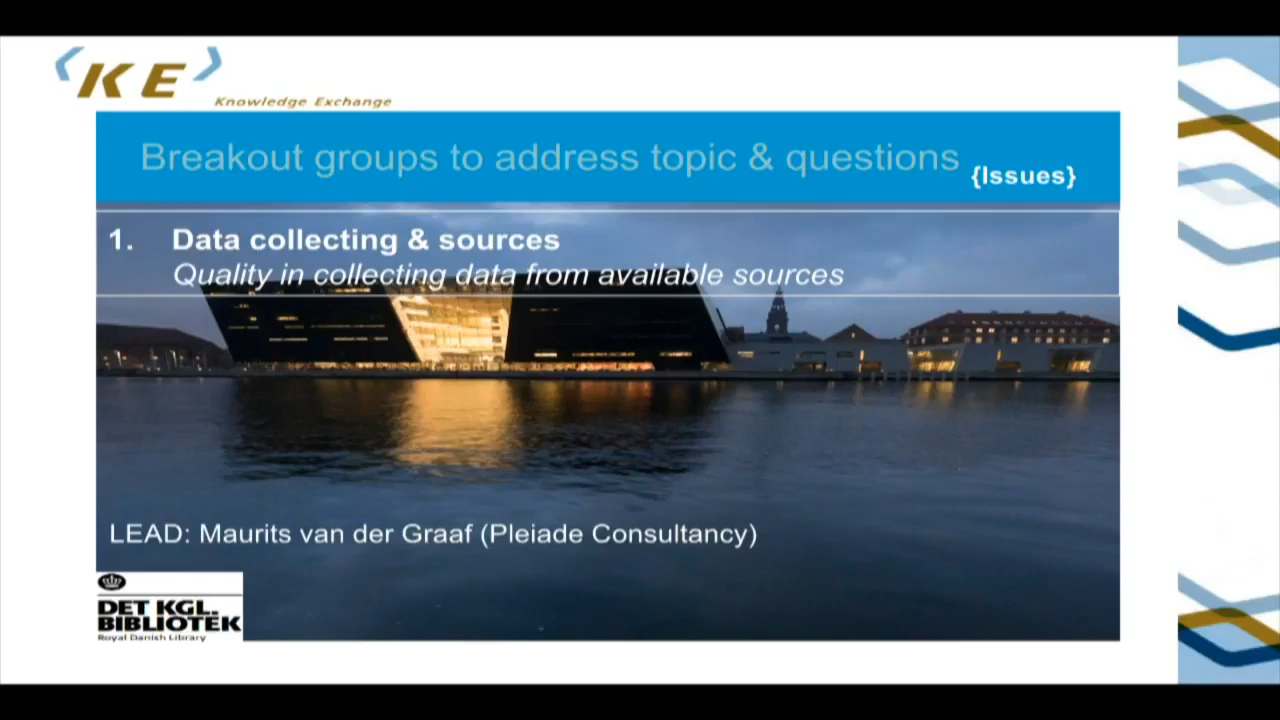 KE
Knowledge Exchange
Breakout groups to address topic & questions {Issues}
1. Data collecting & sources
Quality in collecting data from available sources
LEAD: Maurits van der Graaf (Pleiade Consultancy)
DET KGL.
BIBLIOTEK
Royal Danish Library